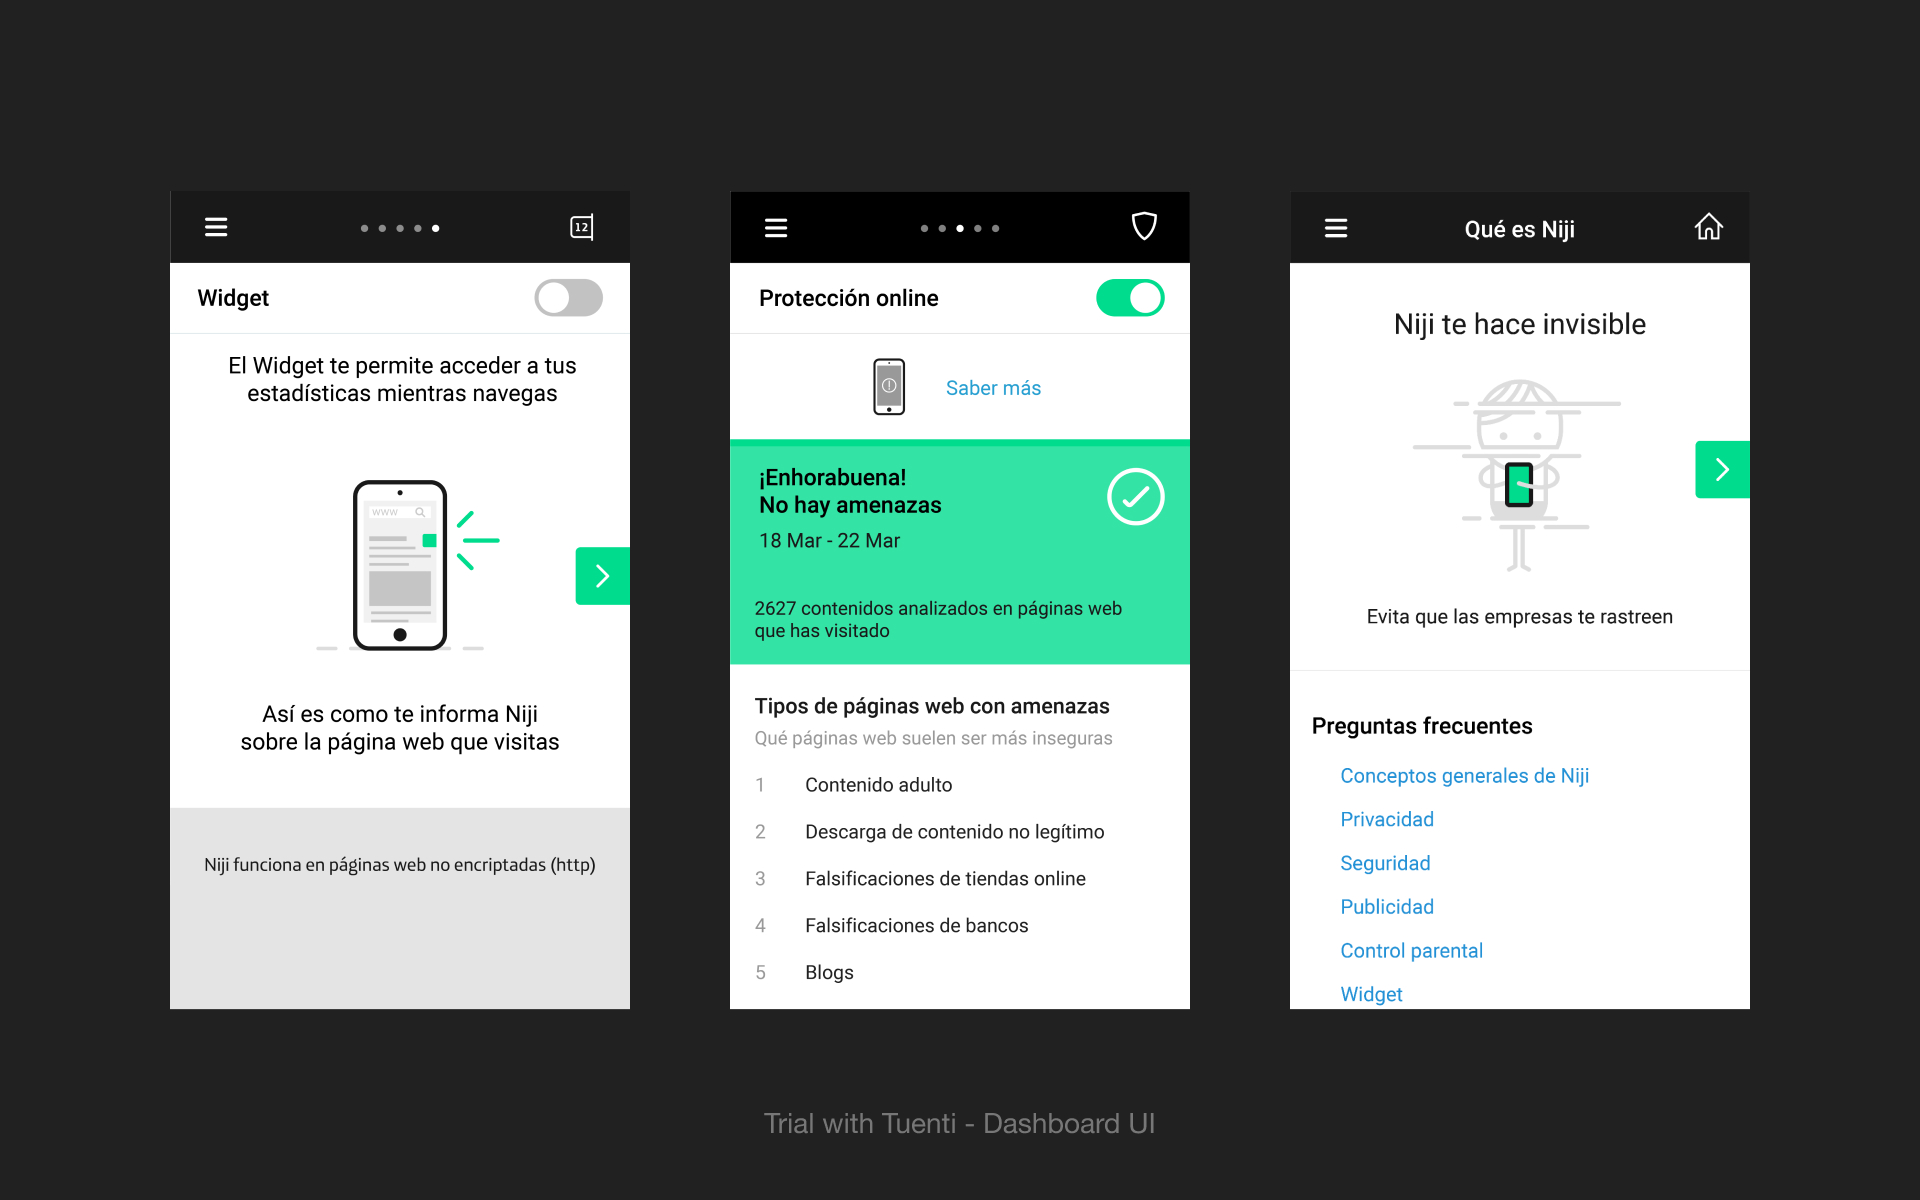 12
Widget
El Widget te permite acceder a tus
estadísticas mientras navegas
www
Así es como te informa Niji
sobre la página web que visitas
Niji funciona en páginas web no encriptadas (http)
Protección online
Saber más
¡Enhorabuena!
No hay amenazas
18 Mar - 22 Mar
2627 contenidos analizados en páginas web
que has visitado
Tipos de páginas web con amenazas
Qué páginas web suelen ser más inseguras
1 Contenido adulto
2 Descarga de contenido no legítimo
3 Falsificaciones de tiendas online
4 Falsificaciones de bancos
5 Blogs
Qué es Niji
Niji te hace invisible
Evita que las empresas te rastreen
Preguntas frecuentes
Conceptos generales de Niji
Privacidad
Seguridad
Publicidad
Control parental
Widget
Trial with Tuenti - Dashboard UI